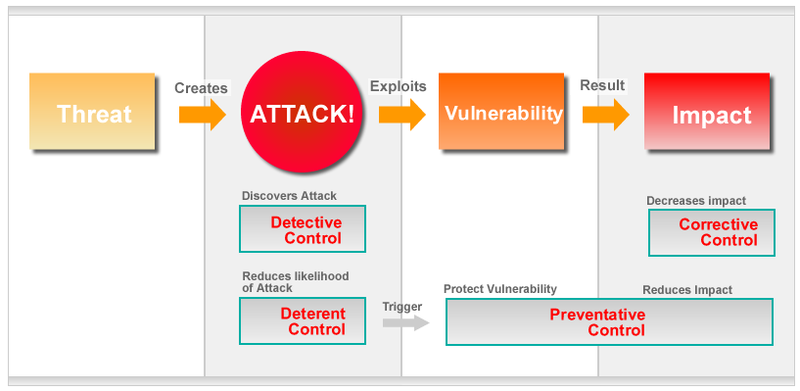 Threat
Creates
ATTACK!
Exploits
Vulnerability
Result
Impact
Discovers Attack
Detective
Control
Decreases impact
Corrective
Control
Reduces likelihood
of Attack
Deterent
Control
Trigger
Protect Vulnerability
Reduces Impact
Preventative
Control